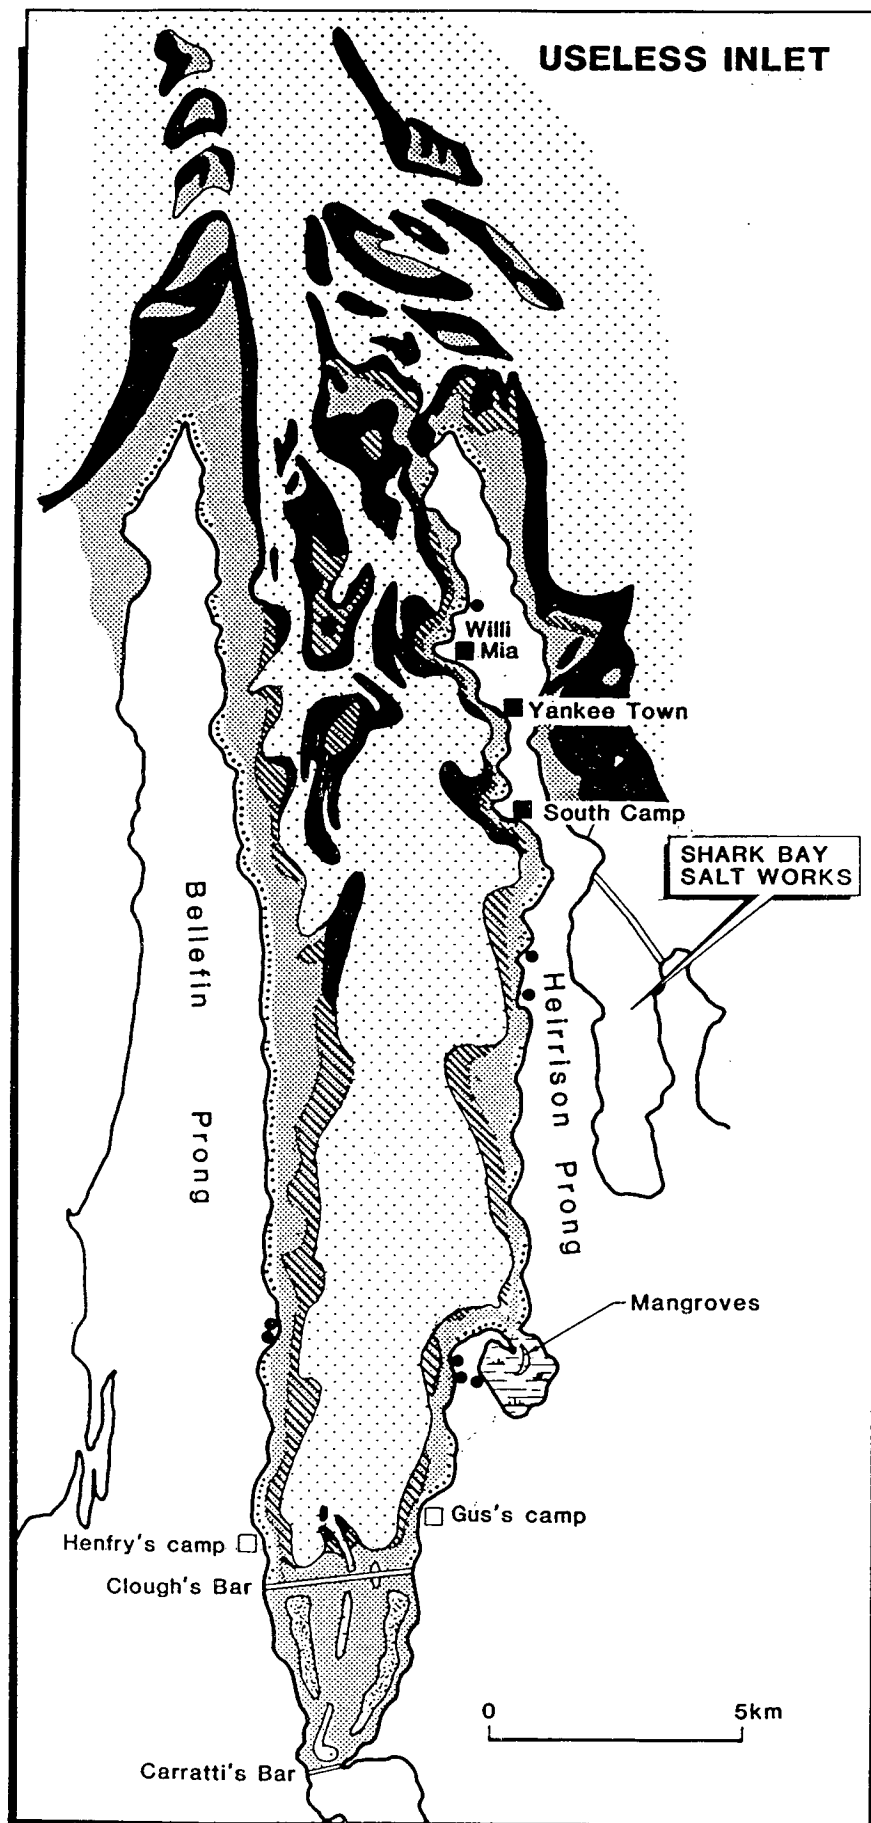 USELESS INLET
Willi
Mia
Yankee Town
South Camp
SHARK BAY
SALT WORKS
Bellefin Prong
Heirrison Prong
Mangroves
Gus's camp
Henfry's camp
Clough's Bar
0 5km
Carratti's Bar